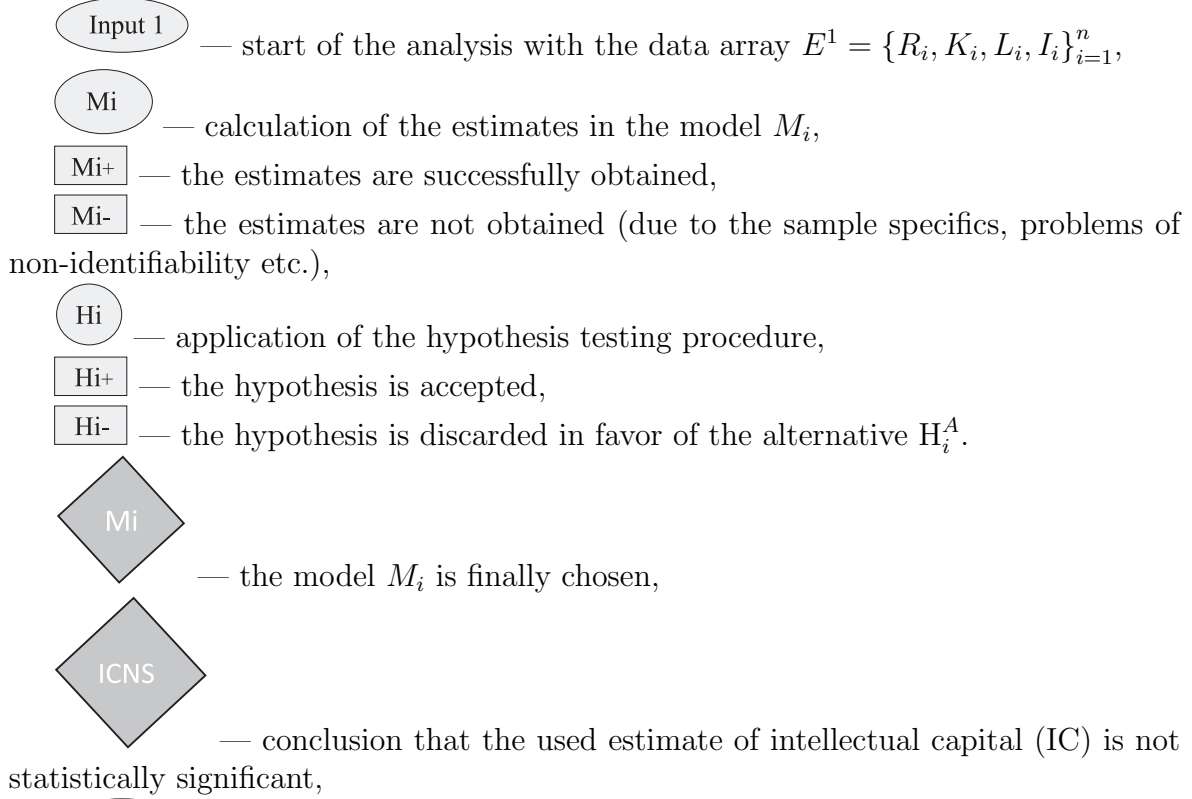 Input 1 — start of the analysis with the data array $E^1 = \{R_i, K_i, L_i, I_i\}_{i=1}^n$,
Mi — calculation of the estimates in the model $M_i$,
Mi+ — the estimates are successfully obtained,
Mi- — the estimates are not obtained (due to the sample specifics, problems of
non-identifiability etc.),
Hi — application of the hypothesis testing procedure,
Hi+ — the hypothesis is accepted,
Hi- — the hypothesis is discarded in favor of the alternative $\mathrm{H}_i^A$.
Mi — the model $M_i$ is finally chosen,
ICNS — conclusion that the used estimate of intellectual capital (IC) is not
statistically significant,